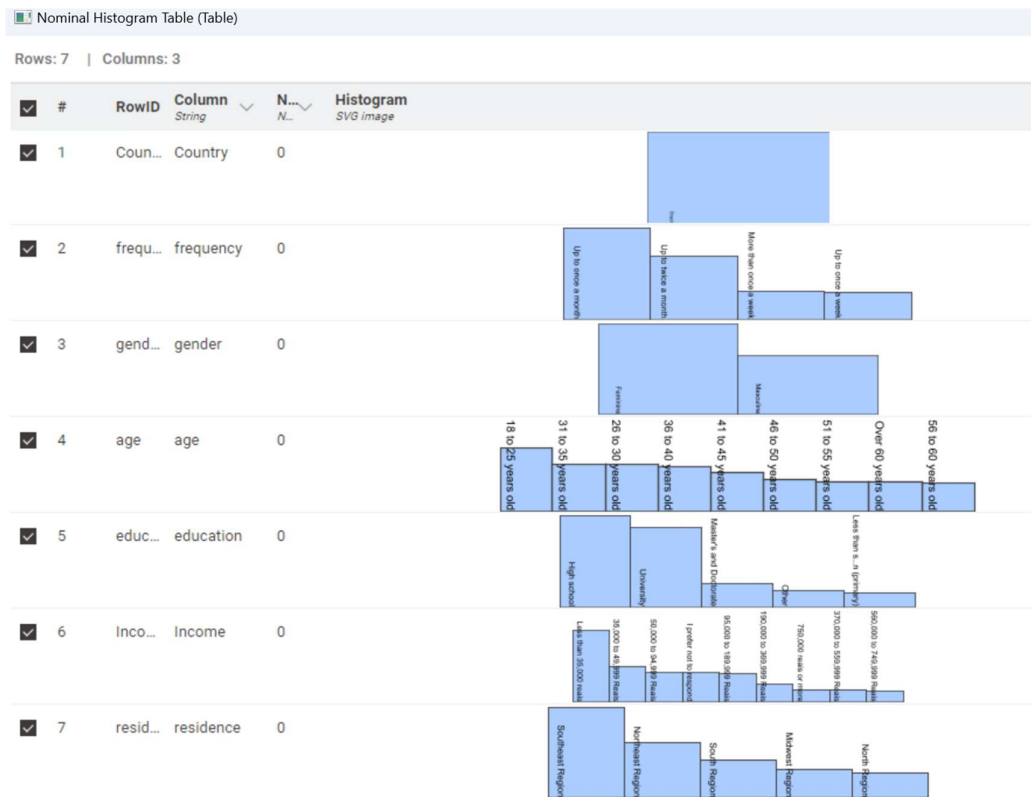 Nominal Histogram Table (Table)
Rows: 7 | Columns: 3
# RowID Column N... Histogram
String N... SVG image
1 Coun... Country 0
2 frequ... frequency 0
Up to once a month
Up to twice a month
More than once a week
Up to once a week
3 gend... gender 0
Feminine
Masculine
4 age age 0
18 to 25 years old
31 to 35 years old
26 to 30 years old
36 to 40 years old
41 to 45 years old
46 to 50 years old
51 to 55 years old
Over 60 years old
56 to 60 years old
5 educ... education 0
High school
University
Master's and Doctorate
Other
Less than s...n (primary)
6 Inco... Income 0
Less than 35,000 reais
35,000 to 49,999 Reais
50,000 to 94,999 Reais
I prefer not to respond
95,000 to 189,999 Reais
190,000 to 369,999 Reais
750,000 reais or more
370,000 to 559,999 Reais
560,000 to 749,999 Reais
7 resid... residence 0
Southeast Region
Northeast Region
South Region
Midwest Region
North Region